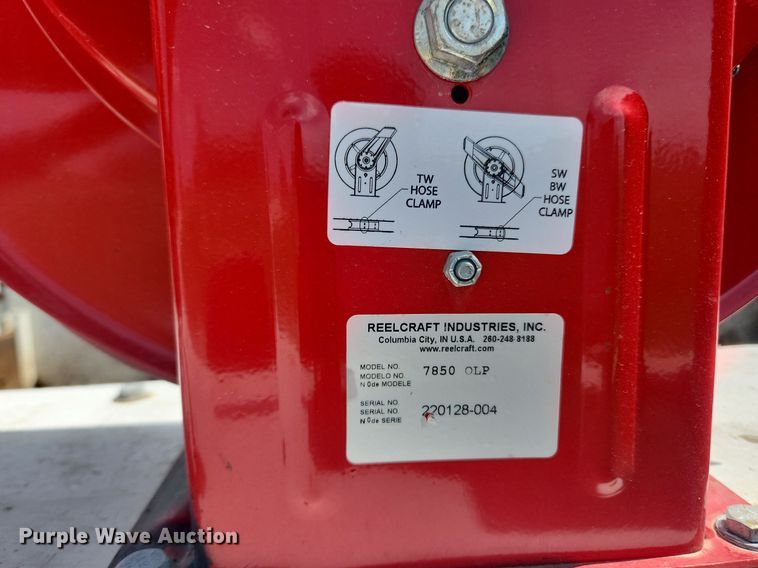 TW
HOSE
CLAMP
SW
BW
HOSE
CLAMP
REELCRAFT INDUSTRIES, INC.
Columbia City, IN U.S.A. 260-248-8188
www.reelcraft.com
MODEL NO.
MODELO NO. 7850 OLP
N 0de MODELE
SERIAL NO.
SERIAL NO. 220128-004
N 0de SERIE
Purple Wave Auction®